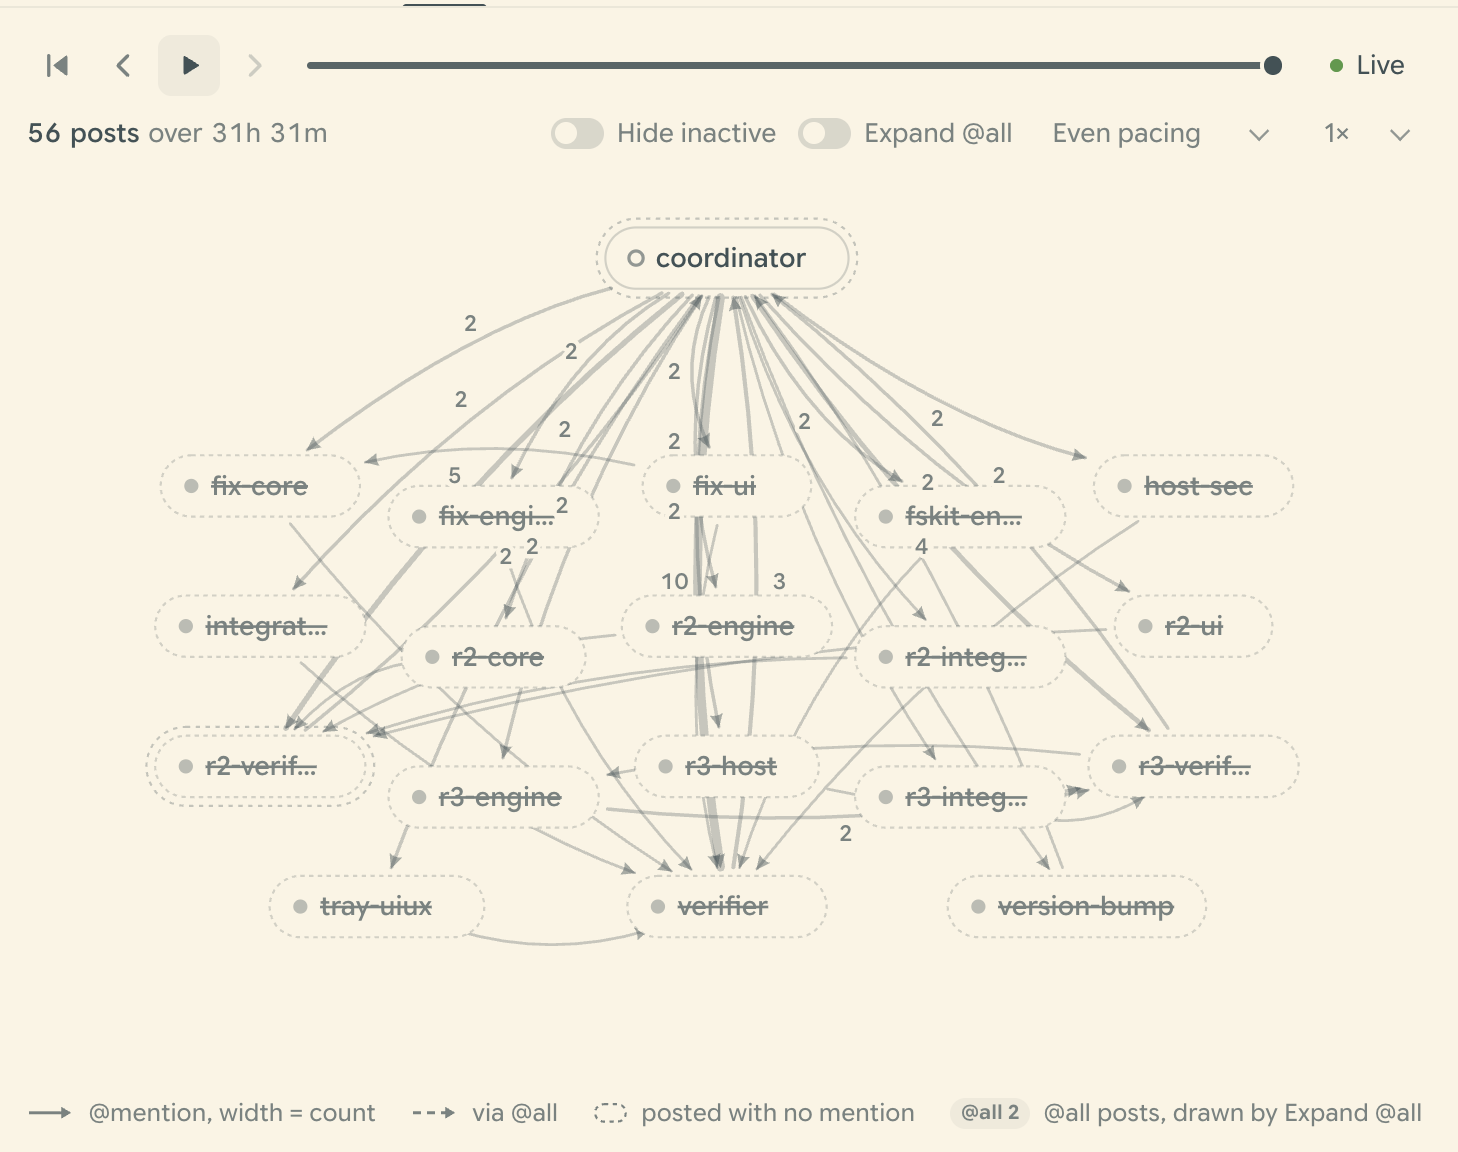 Live
56 posts over 31h 31m
Hide inactive
Expand @all
Even pacing
1×
coordinator
2
2
2
2
2
2
2
2
fix-core
5
fix-ui
2
2
host-sec
fix-engi...
2
2
fskit-en...
2
2
4
10
3
integrat...
r2-engine
r2-ui
r2-core
r2-integ...
r2-verif...
r3-host
r3-verif...
r3-engine
r3-integ...
2
tray-uiux
verifier
version-bump
@mention, width = count
via @all
posted with no mention
@all 2
@all posts, drawn by Expand @all